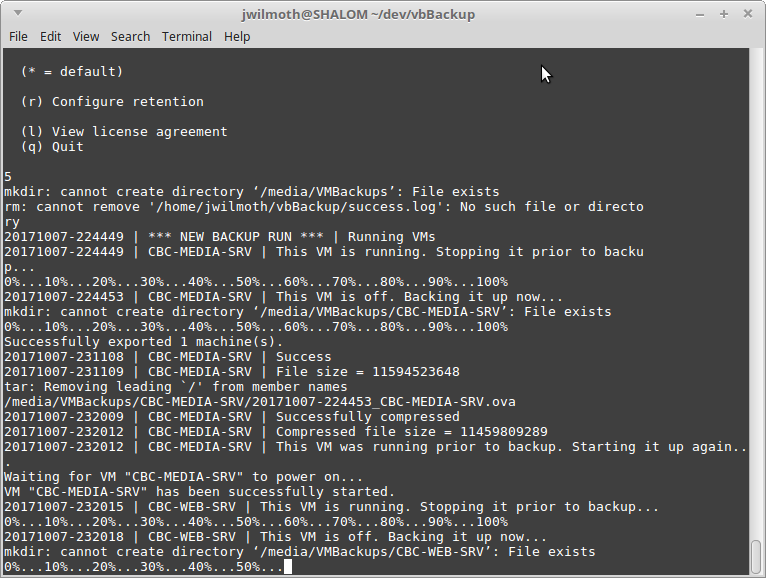 jwilmoth@SHALOM ~/dev/vbBackup
File Edit View Search Terminal Help
(* = default)
(r) Configure retention
(l) View license agreement
(q) Quit
5
mkdir: cannot create directory ‘/media/VMBackups’: File exists
rm: cannot remove '/home/jwilmoth/vbBackup/success.log': No such file or directo
ry
20171007-224449 | *** NEW BACKUP RUN *** | Running VMs
20171007-224449 | CBC-MEDIA-SRV | This VM is running. Stopping it prior to backu
p...
0%...10%...20%...30%...40%...50%...60%...70%...80%...90%...100%
20171007-224453 | CBC-MEDIA-SRV | This VM is off. Backing it up now...
mkdir: cannot create directory ‘/media/VMBackups/CBC-MEDIA-SRV’: File exists
0%...10%...20%...30%...40%...50%...60%...70%...80%...90%...100%
Successfully exported 1 machine(s).
20171007-231108 | CBC-MEDIA-SRV | Success
20171007-231109 | CBC-MEDIA-SRV | File size = 11594523648
tar: Removing leading `/' from member names
/media/VMBackups/CBC-MEDIA-SRV/20171007-224453_CBC-MEDIA-SRV.ova
20171007-232009 | CBC-MEDIA-SRV | Successfully compressed
20171007-232012 | CBC-MEDIA-SRV | Compressed file size = 11459809289
20171007-232012 | CBC-MEDIA-SRV | This VM was running prior to backup. Starting it up again..
.
Waiting for VM "CBC-MEDIA-SRV" to power on...
VM "CBC-MEDIA-SRV" has been successfully started.
20171007-232015 | CBC-WEB-SRV | This VM is running. Stopping it prior to backup...
0%...10%...20%...30%...40%...50%...60%...70%...80%...90%...100%
20171007-232018 | CBC-WEB-SRV | This VM is off. Backing it up now...
mkdir: cannot create directory ‘/media/VMBackups/CBC-WEB-SRV’: File exists
0%...10%...20%...30%...40%...50%...